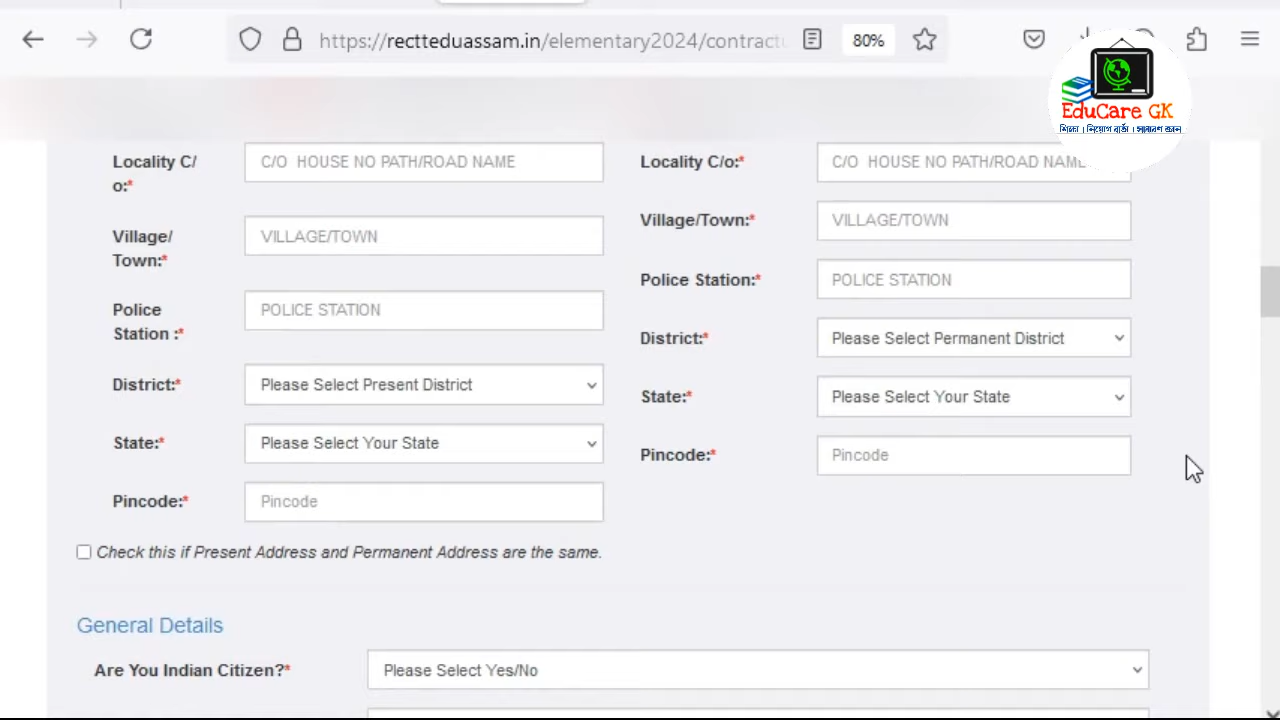 https://rectteduassam.in/elementary2024/contractu
80%
EduCare GK
Locality C/
o:*
C/O HOUSE NO PATH/ROAD NAME
Village/
Town:*
VILLAGE/TOWN
Police
Station :*
POLICE STATION
District:*
Please Select Present District
State:*
Please Select Your State
Pincode:*
Pincode
Locality C/o:*
C/O HOUSE NO PATH/ROAD NAME
Village/Town:*
VILLAGE/TOWN
Police Station:*
POLICE STATION
District:*
Please Select Permanent District
State:*
Please Select Your State
Pincode:*
Pincode
Check this if Present Address and Permanent Address are the same.
General Details
Are You Indian Citizen?*
Please Select Yes/No